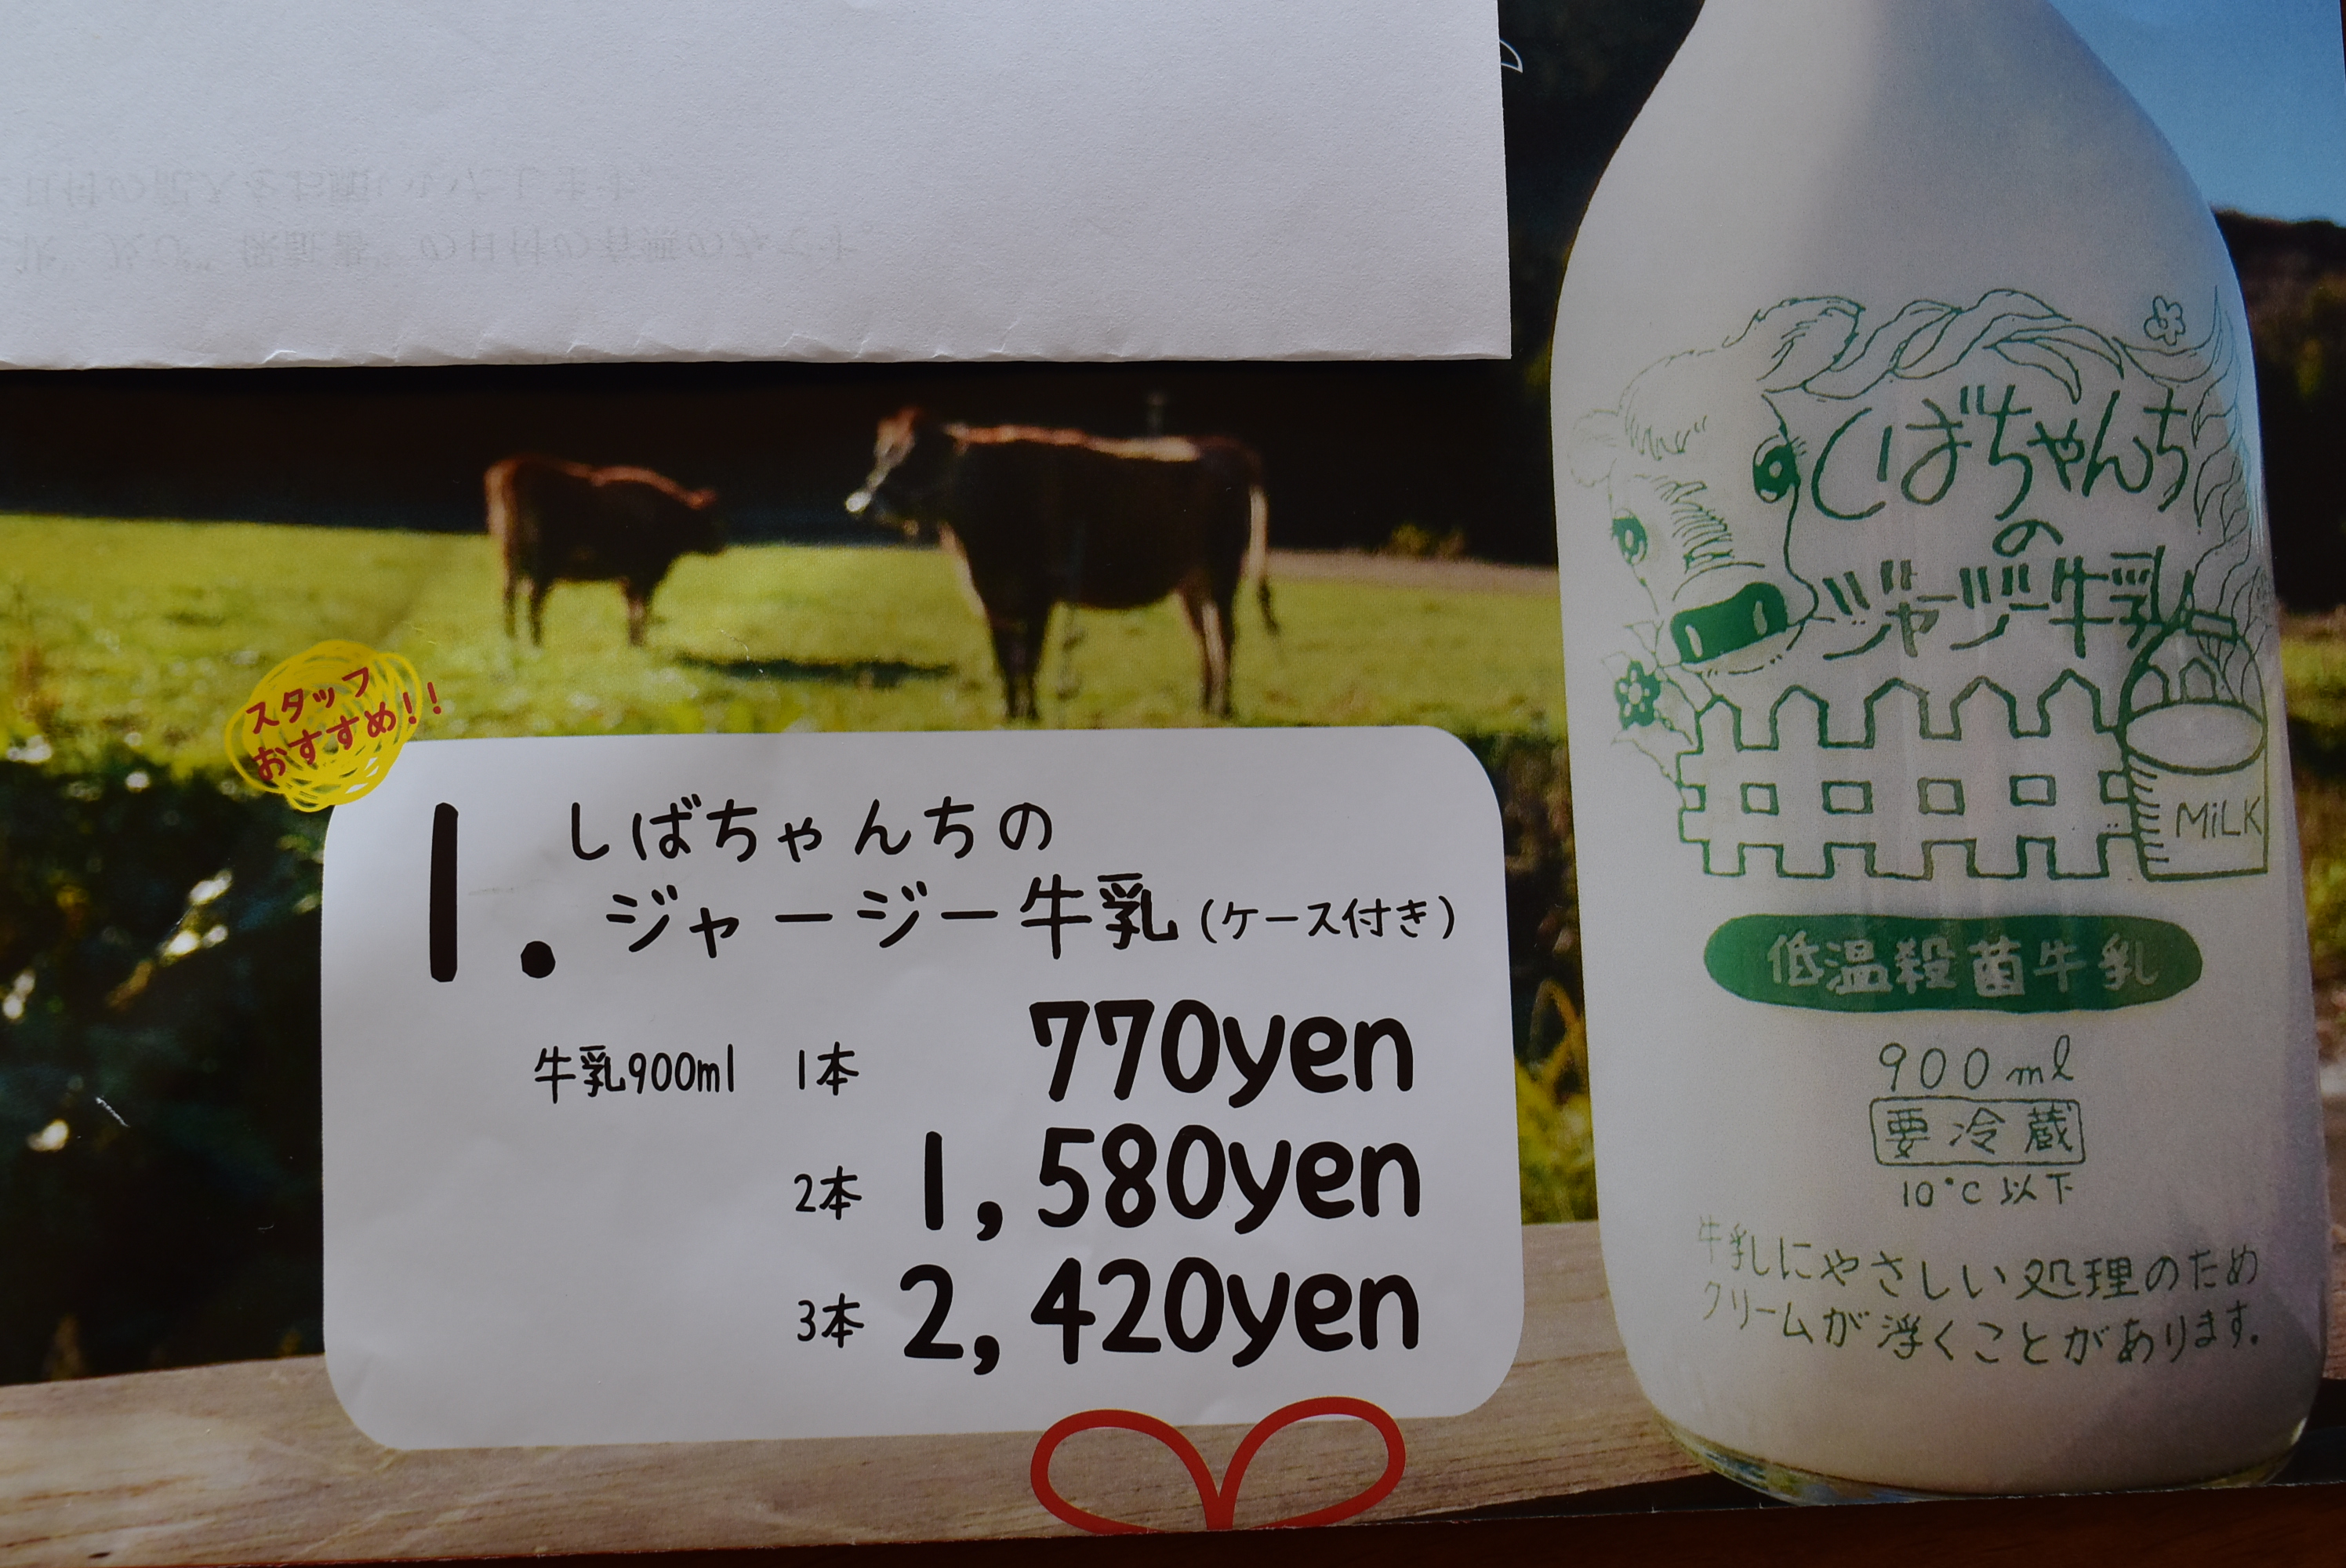 スタッフ
おすすめ!!
1.
しばちゃんちの
ジャージー牛乳(ケース付き)
牛乳900ml 1本 770yen
2本 1,580yen
3本 2,420yen
しばちゃんち
の
ジャージー牛乳
MiLK
低温殺菌牛乳
900ml
要冷蔵
10°C以下
牛乳にやさしい処理のため
クリームが浮くことがあります.